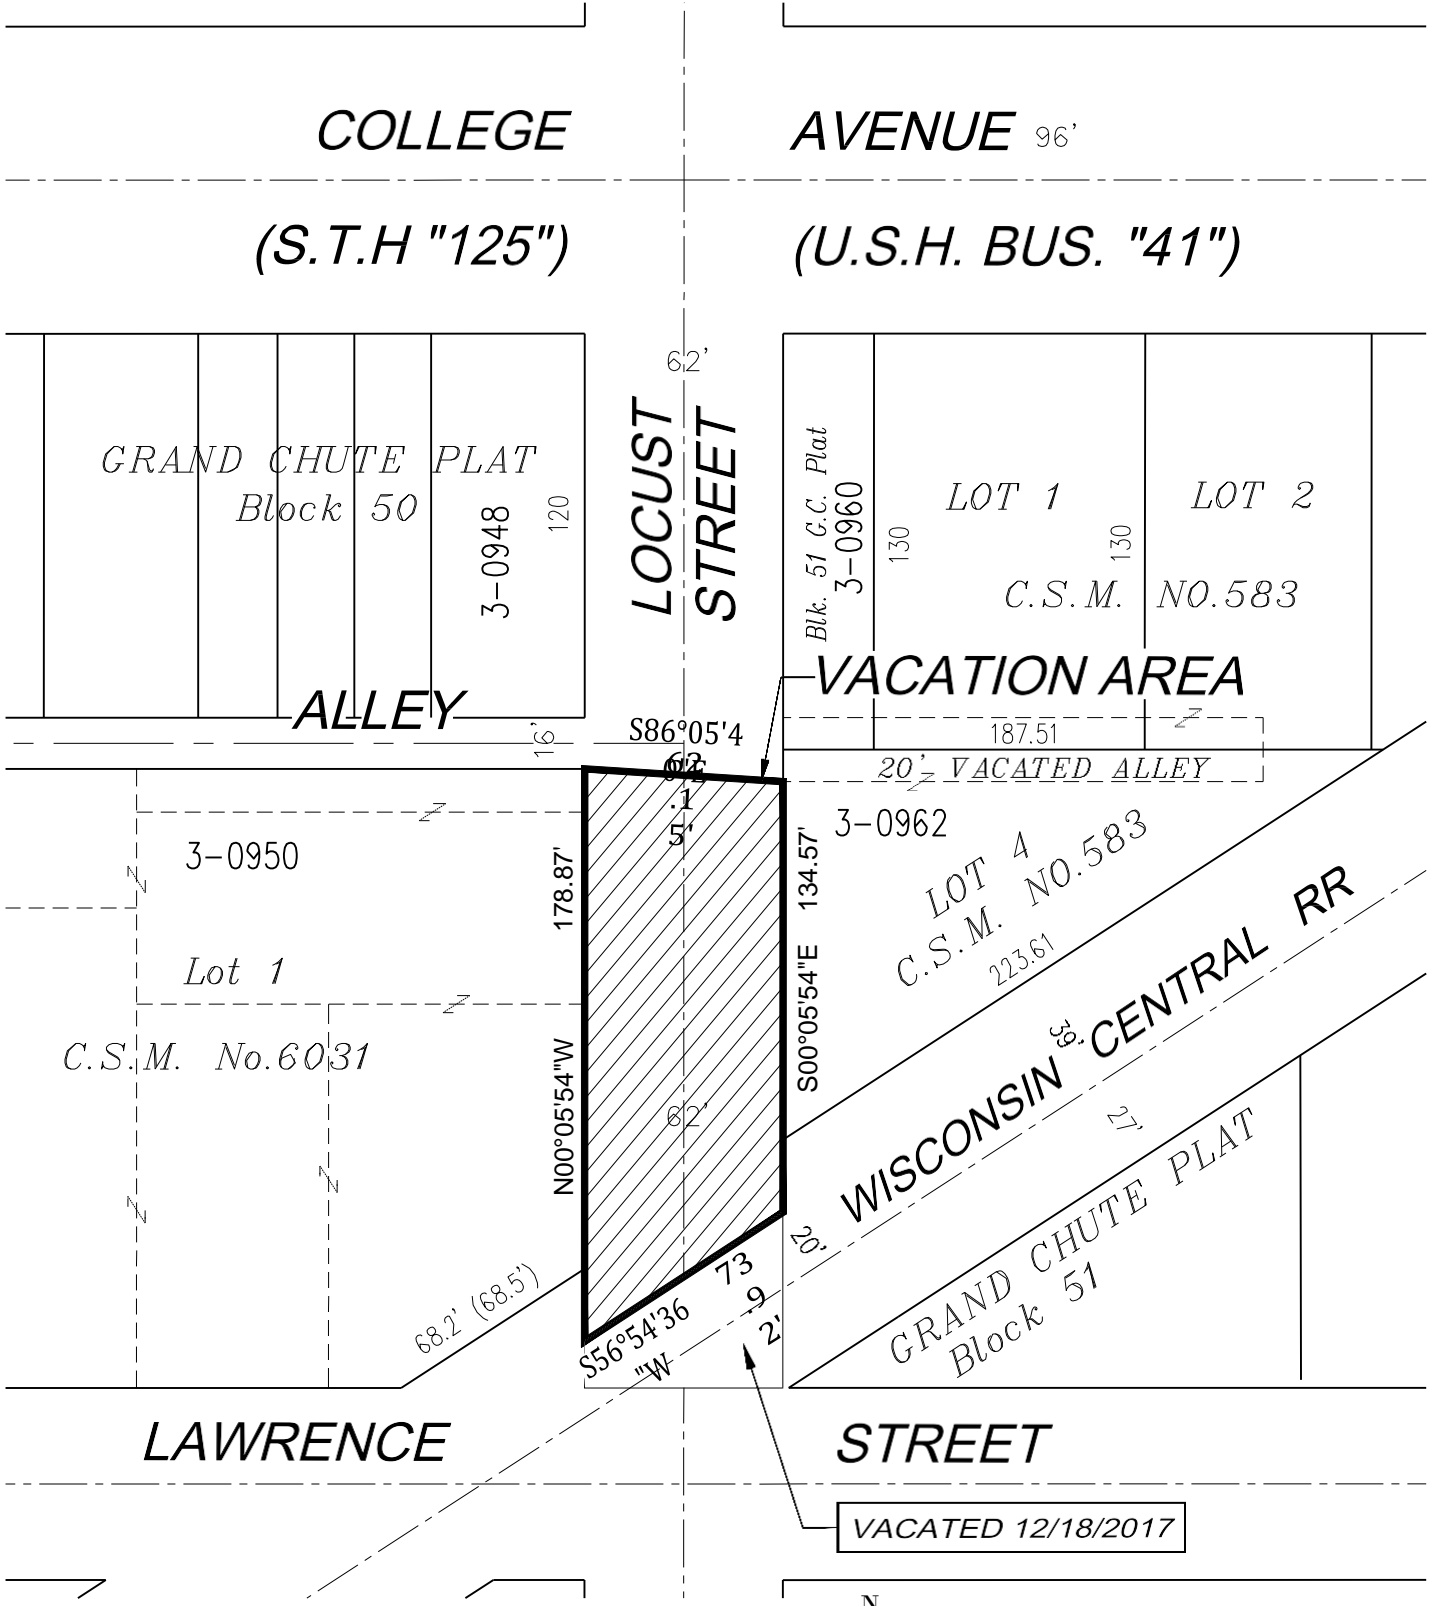 COLLEGE AVENUE 96'
(S.T.H "125") (U.S.H. BUS. "41")
62'
LOCUST
STREET
GRAND CHUTE PLAT
Block 50
3-0948
120
Blk. 51 G.C. Plat
3-0960
130
LOT 1
130
LOT 2
C.S.M. NO.583
VACATION AREA
ALLEY
16'
S86°05'4
0"E
62
.1
5'
187.51
20' VACATED ALLEY
3-0962
3-0950
178.87'
134.57'
LOT 4
C.S.M. NO.583
223.61
Lot 1
C.S.M. No.6031
N00°05'54"W
S00°05'54"E
62'
WISCONSIN CENTRAL RR
39'
27'
20'
GRAND CHUTE PLAT
Block 51
68.2' (68.5')
S56°54'36
"W
73
.9
2'
LAWRENCE STREET
VACATED 12/18/2017
N